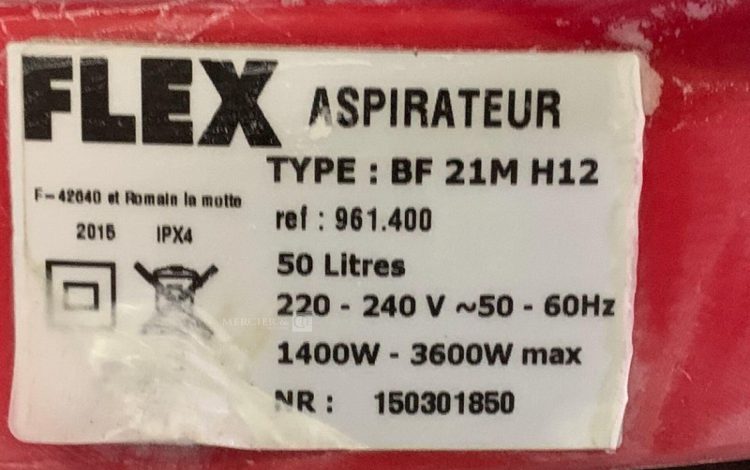 FLEX ASPIRATEUR
TYPE : BF 21M H12
F-42640 et Romain la motte
ref : 961.400
2015 IPX4
50 Litres
220 - 240 V ~50 - 60Hz
MERCIER &
1400W - 3600W max
NR : 150301850